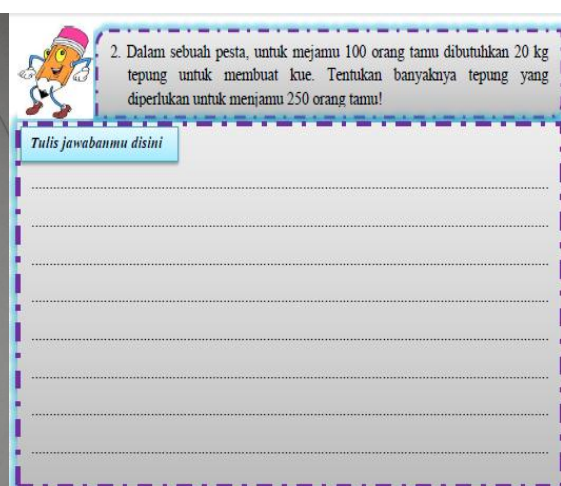 2. Dalam sebuah pesta, untuk mejamu 100 orang tamu dibutuhkan 20 kg
tepung untuk membuat kue. Tentukan banyaknya tepung yang
diperlukan untuk menjamu 250 orang tamu!
Tulis jawabanmu disini